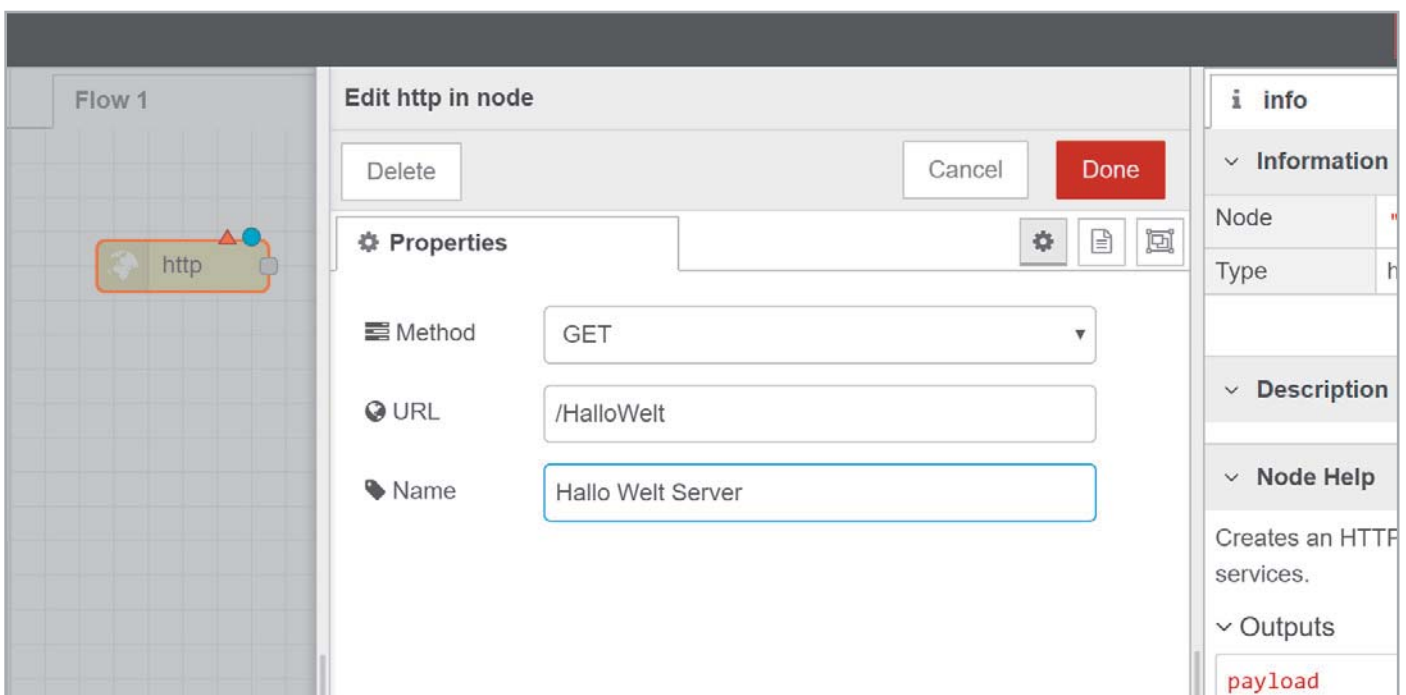 Flow 1
Edit http in node
Delete
Cancel
Done
Properties
http
Method
GET
URL
/HalloWelt
Name
Hallo Welt Server
i info
Information
Node
"
Type
h
Description
Node Help
Creates an HTTP
services.
Outputs
payload